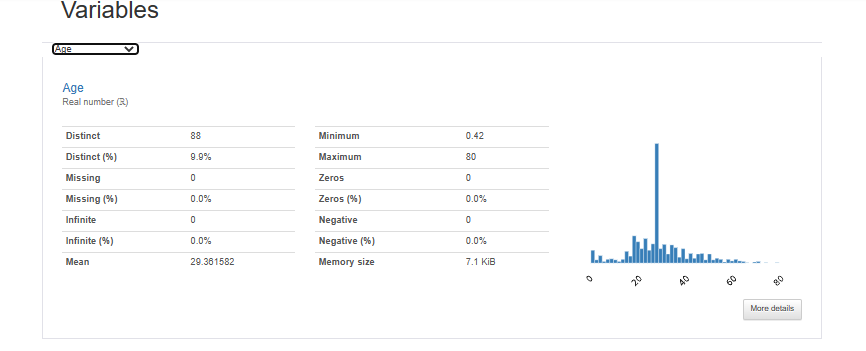 Variables
Age
Age
Real number (ℝ)
Distinct 88
Distinct (%) 9.9%
Missing 0
Missing (%) 0.0%
Infinite 0
Infinite (%) 0.0%
Mean 29.361582
Minimum 0.42
Maximum 80
Zeros 0
Zeros (%) 0.0%
Negative 0
Negative (%) 0.0%
Memory size 7.1 KiB
0 20 40 60 80
More details